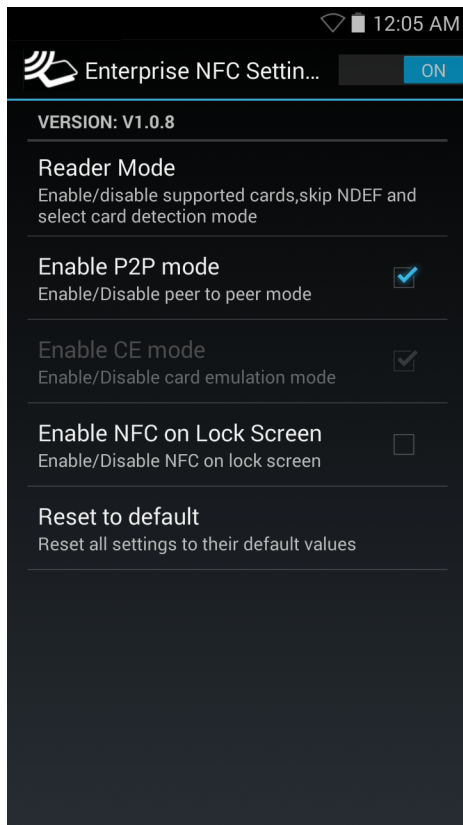 12:05 AM
Enterprise NFC Settin... ON
VERSION: V1.0.8
Reader Mode
Enable/disable supported cards,skip NDEF and
select card detection mode
Enable P2P mode
Enable/Disable peer to peer mode
Enable CE mode
Enable/Disable card emulation mode
Enable NFC on Lock Screen
Enable/Disable NFC on lock screen
Reset to default
Reset all settings to their default values